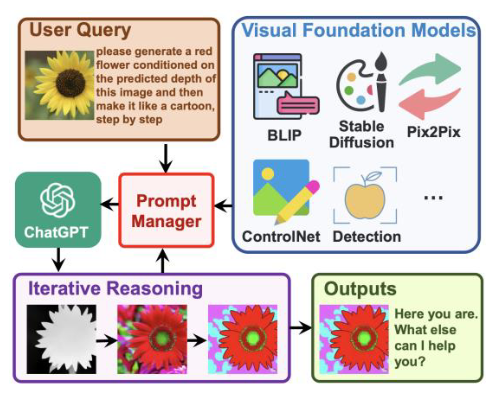 User Query
please generate a red
flower conditioned on
the predicted depth of
this image and then
make it like a cartoon,
step by step
Visual Foundation Models
BLIP
Stable
Diffusion
Pix2Pix
ControlNet
Detection
...
ChatGPT
Prompt
Manager
Iterative Reasoning
Outputs
Here you are.
What else
can I help
you?